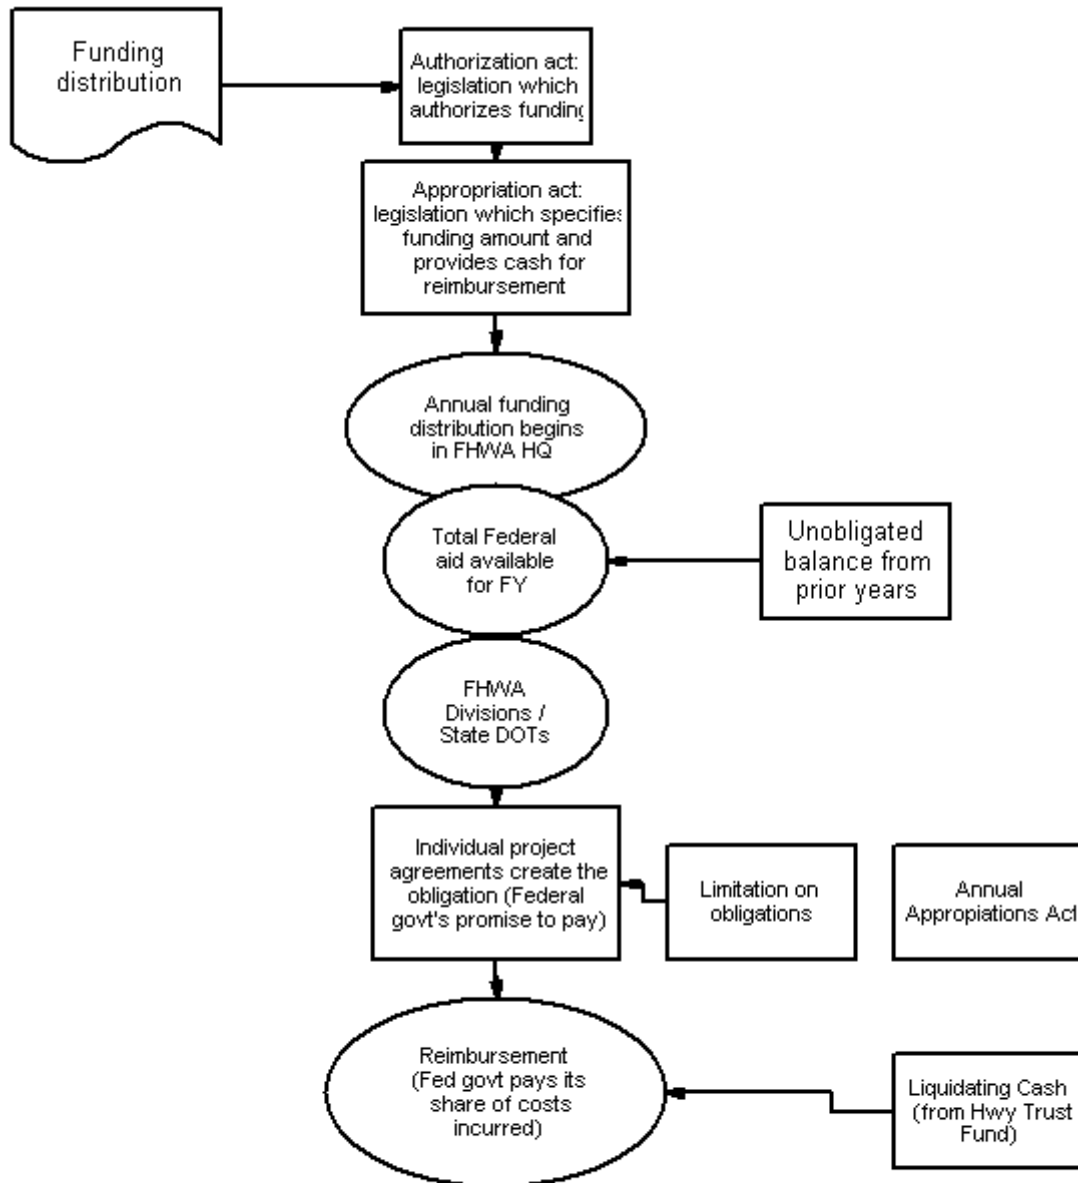 Funding
distribution
Authorization act:
legislation which
authorizes funding
Appropriation act:
legislation which specifies
funding amount and
provides cash for
reimbursement
Annual funding
distribution begins
in FHWA HQ
Total Federal
aid available
for FY
Unobligated
balance from
prior years
FHWA
Divisions /
State DOTs
Individual project
agreements create the
obligation (Federal
govt's promise to pay)
Limitation on
obligations
Annual
Appropiations Act
Reimbursement
(Fed govt pays its
share of costs
incurred)
Liquidating Cash
(from Hwy Trust
Fund)